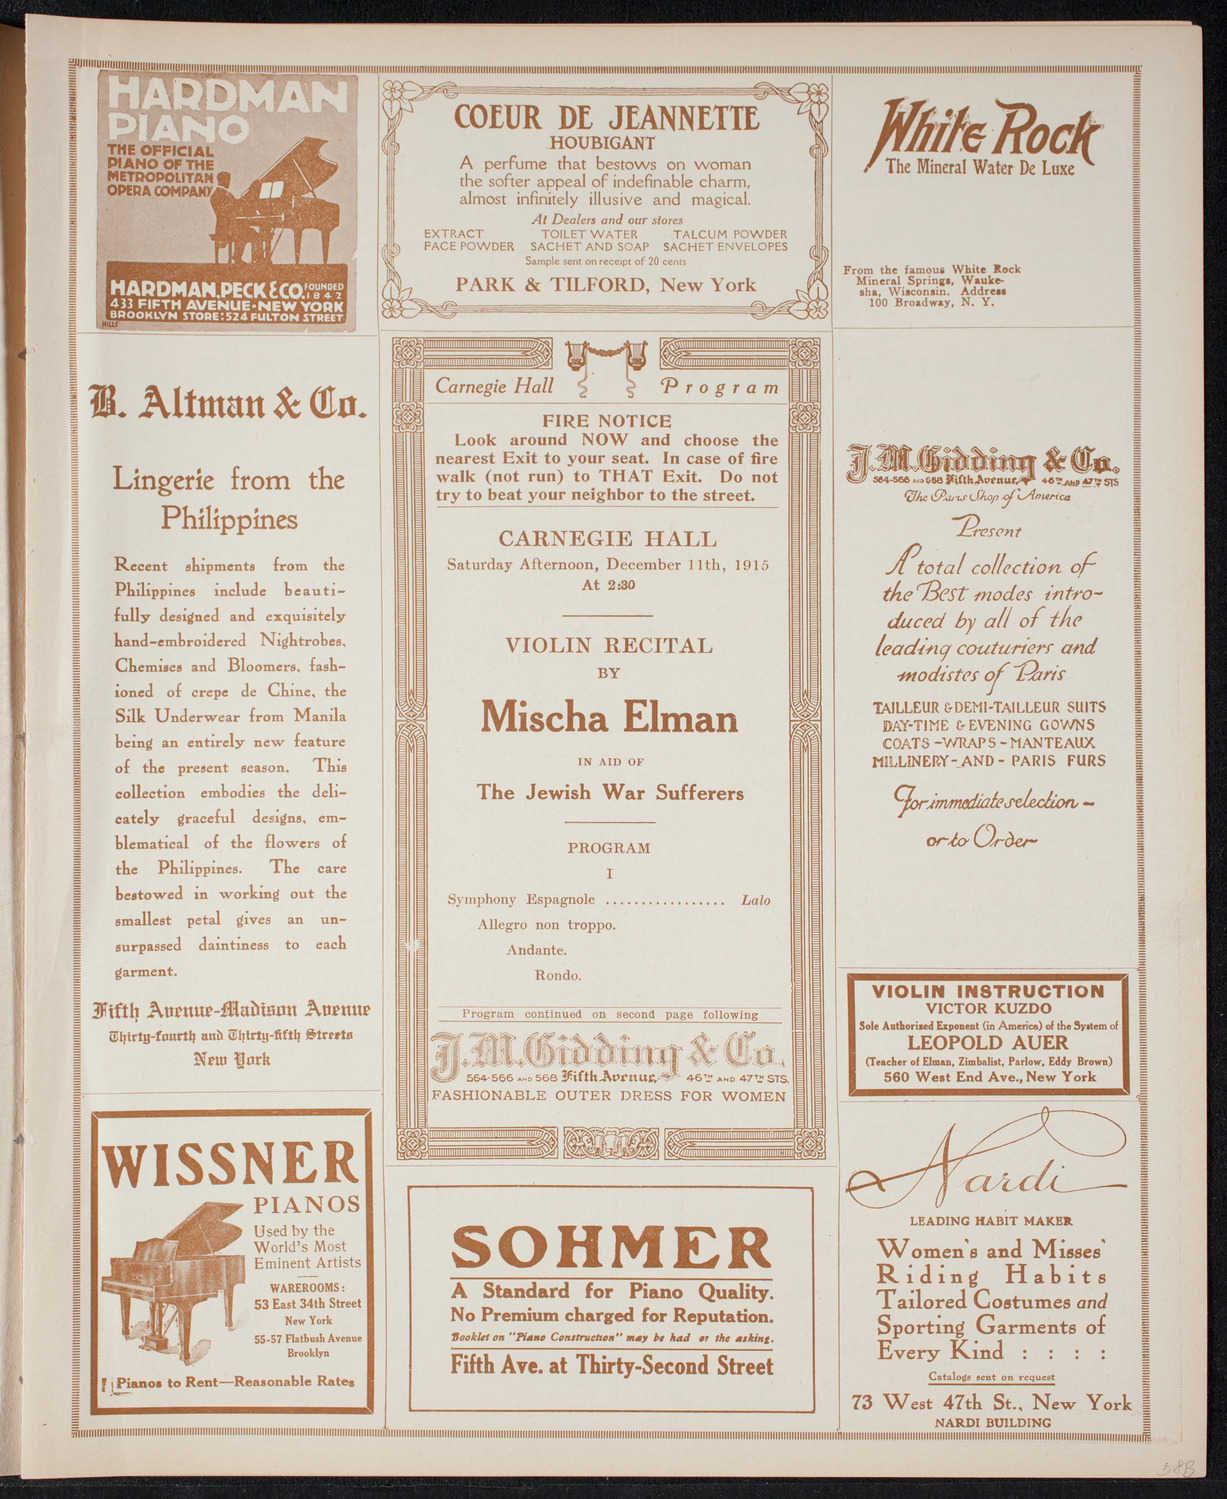 HARDMAN
PIANO
THE OFFICIAL
PIANO OF THE
METROPOLITAN
OPERA COMPANY
HARDMAN, PECK & CO. FOUNDED 1842
433 FIFTH AVENUE-NEW YORK
BROOKLYN STORE: 524 FULTON STREET
HILLS
COEUR DE JEANNETTE
HOUBIGANT
A perfume that bestows on woman
the softer appeal of indefinable charm,
almost infinitely illusive and magical.
At Dealers and our stores
EXTRACT TOILET WATER TALCUM POWDER
FACE POWDER SACHET AND SOAP SACHET ENVELOPES
Sample sent on receipt of 20 cents
PARK & TILFORD, New York
White Rock
The Mineral Water De Luxe
From the famous White Rock
Mineral Springs, Wauke-
sha, Wisconsin. Address
100 Broadway, N. Y.
B. Altman & Co.
Lingerie from the
Philippines
Recent shipments from the
Philippines include beauti-
fully designed and exquisitely
hand-embroidered Nightrobes,
Chemises and Bloomers, fash-
ioned of crepe de Chine, the
Silk Underwear from Manila
being an entirely new feature
of the present season. This
collection embodies the deli-
cately graceful designs, em-
blematical of the flowers of
the Philippines. The care
bestowed in working out the
smallest petal gives an un-
surpassed daintiness to each
garment.
Fifth Avenue-Madison Avenue
Thirty-fourth and Thirty-fifth Streets
New York
Carnegie Hall Program
FIRE NOTICE
Look around NOW and choose the
nearest Exit to your seat. In case of fire
walk (not run) to THAT Exit. Do not
try to beat your neighbor to the street.
CARNEGIE HALL
Saturday Afternoon, December 11th, 1915
At 2:30
VIOLIN RECITAL
BY
Mischa Elman
IN AID OF
The Jewish War Sufferers
PROGRAM
I
Symphony Espagnole ................. Lalo
Allegro non troppo.
Andante.
Rondo.
Program continued on second page following
J.M. Gidding & Co.
564-566 AND 568 Fifth Avenue, 46TH AND 47TH STS.
FASHIONABLE OUTER DRESS FOR WOMEN
J.M. Gidding & Co.
564-566 AND 568 Fifth Avenue, 46TH AND 47TH STS
The Paris Shop of America
Present
A total collection of
the Best modes intro-
duced by all of the
leading couturiers and
modistes of Paris
TAILLEUR & DEMI-TAILLEUR SUITS
DAY-TIME & EVENING GOWNS
COATS - WRAPS - MANTEAUX
MILLINERY - AND - PARIS FURS
For immediate selection -
or to Order
VIOLIN INSTRUCTION
VICTOR KUZDO
Sole Authorized Exponent (in America) of the System of
LEOPOLD AUER
(Teacher of Elman, Zimbalist, Parlow, Eddy Brown)
560 West End Ave., New York
WISSNER
PIANOS
Used by the
World's Most
Eminent Artists
WAREROOMS:
53 East 34th Street
New York
55-57 Flatbush Avenue
Brooklyn
Pianos to Rent—Reasonable Rates
SOHMER
A Standard for Piano Quality.
No Premium charged for Reputation.
Booklet on "Piano Construction" may be had or the asking.
Fifth Ave. at Thirty-Second Street
Nardi
LEADING HABIT MAKER
Women's and Misses'
Riding Habits
Tailored Costumes and
Sporting Garments of
Every Kind : : : :
Catalogs sent on request
73 West 47th St., New York
NARDI BUILDING
58B